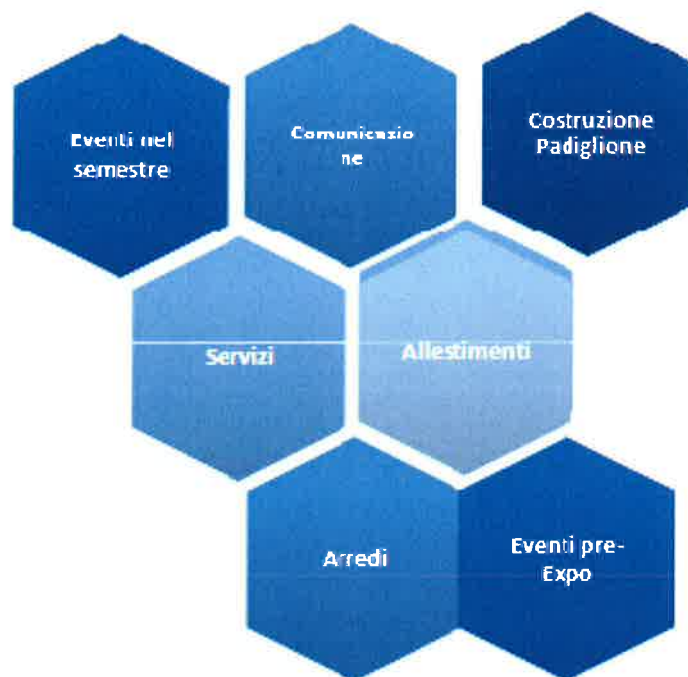 Eventi nel
semestre
Comunicazio
ne
Costruzione
Padiglione
Servizi
Allestimenti
Arredi
Eventi pre-
Expo